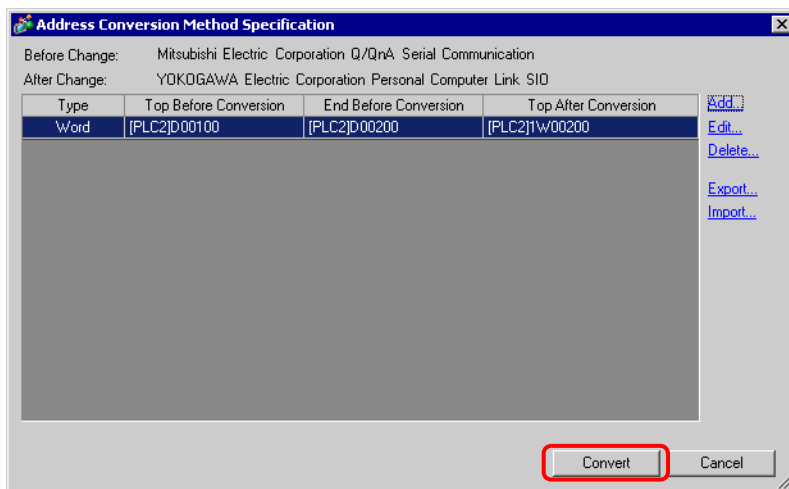 Address Conversion Method Specification
Before Change: Mitsubishi Electric Corporation Q/QnA Serial Communication
After Change: YOKOGAWA Electric Corporation Personal Computer Link SIO
Type Top Before Conversion End Before Conversion Top After Conversion Add...
Word [PLC2]D00100 [PLC2]D00200 [PLC2]1W00200 Edit...
Delete...
Export...
Import...
Convert Cancel